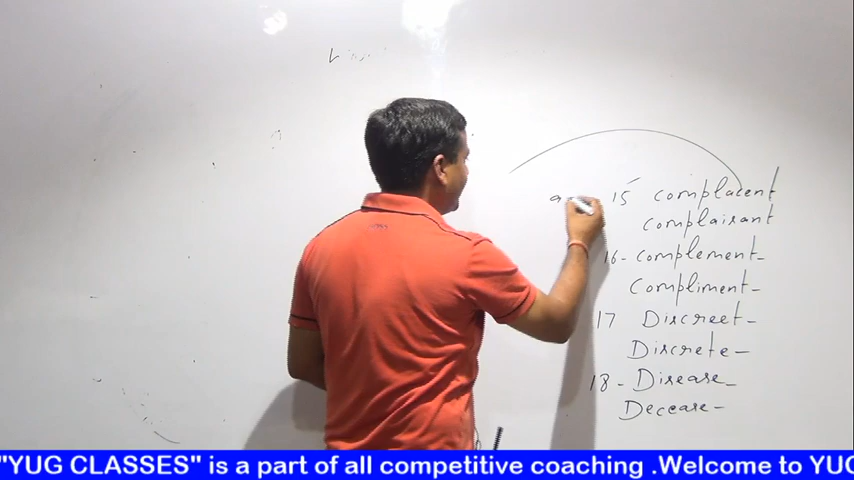 15 complacent
complaisant
16- complement-
Compliment-
17 Discreet-
Discrete-
18- Disease-
Decease-
"YUG CLASSES" is a part of all competitive coaching .Welcome to YUG